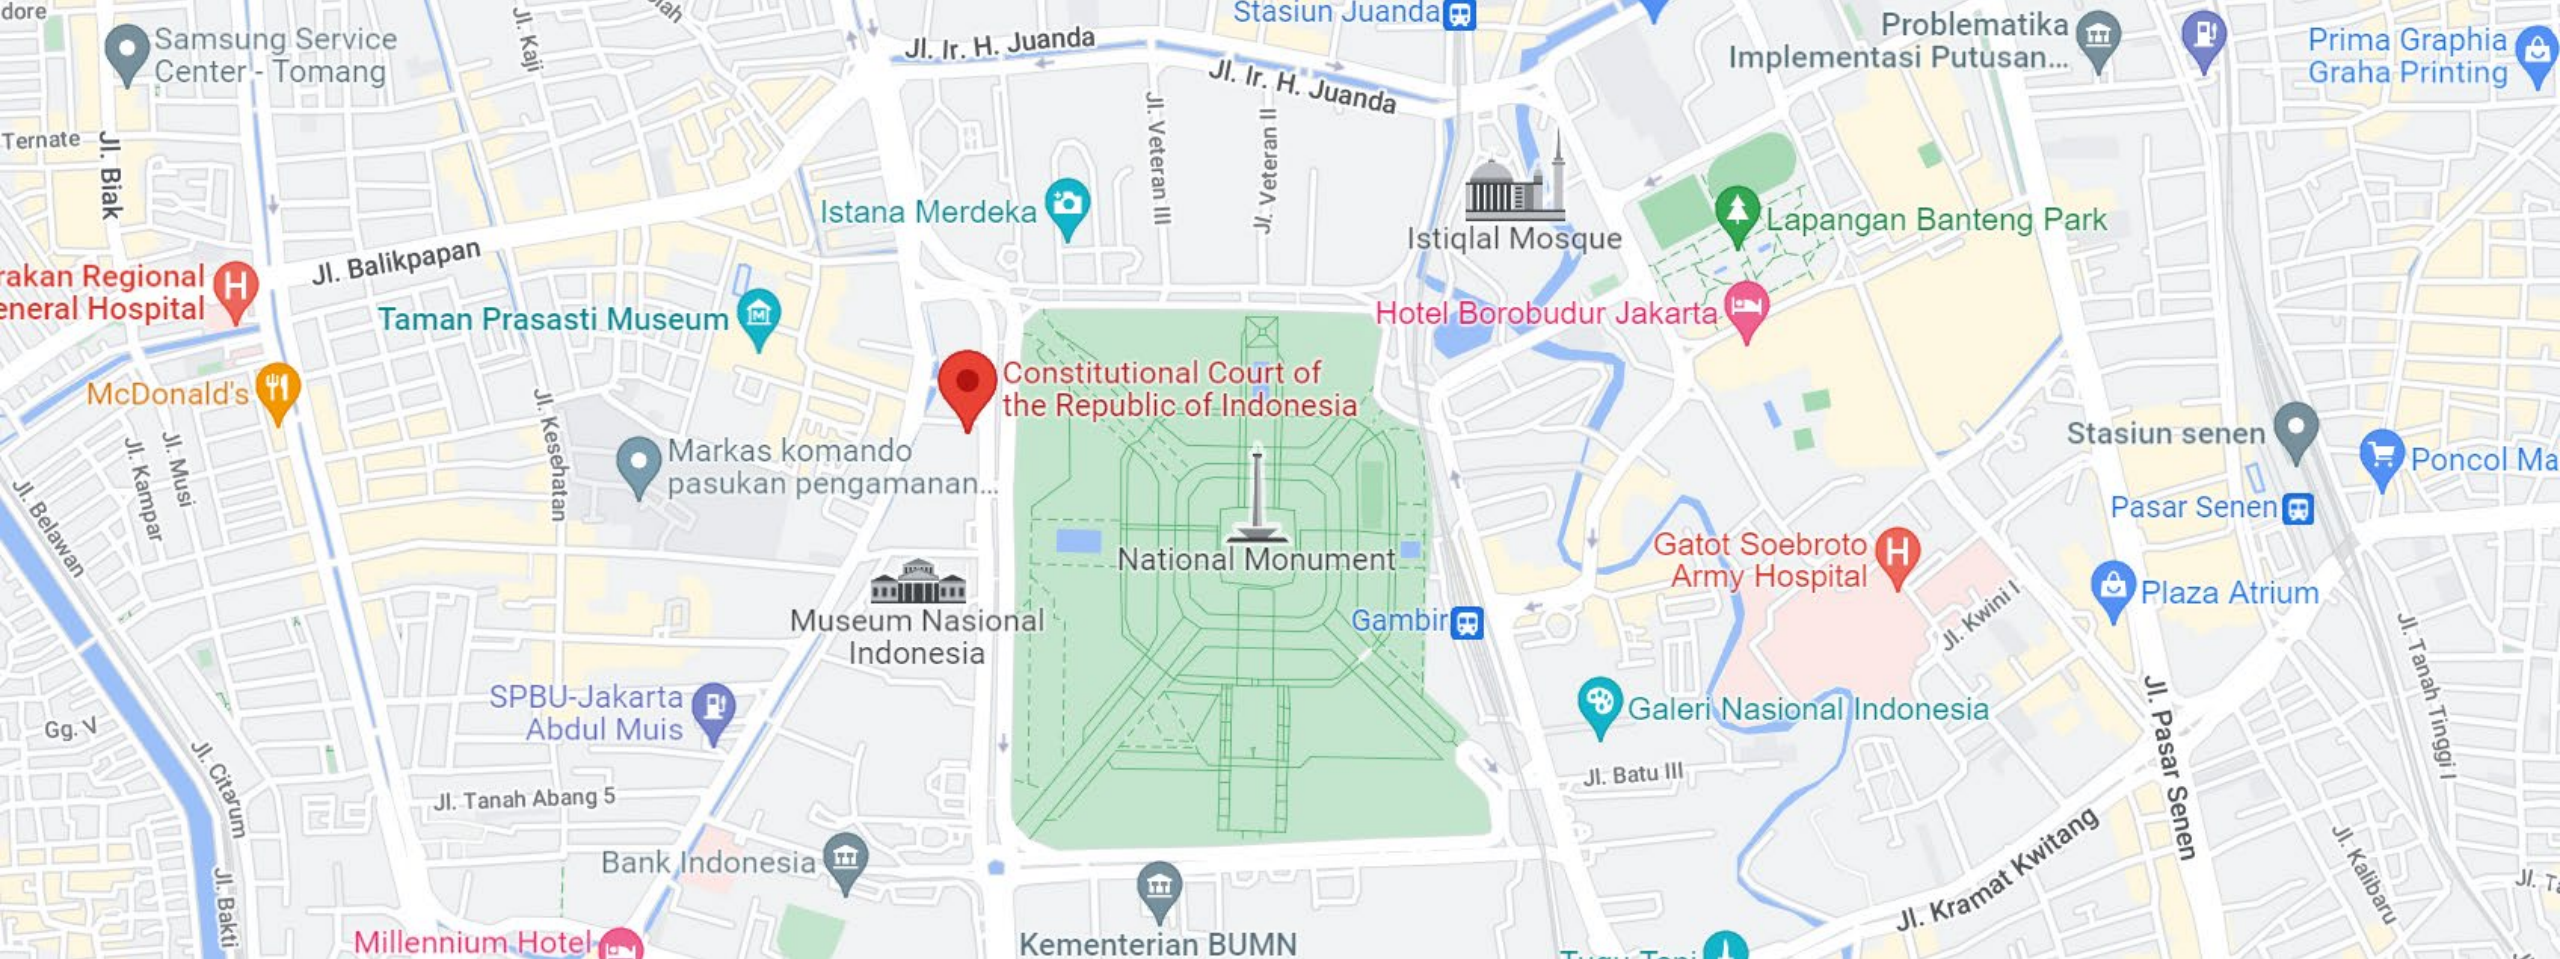 dore
Samsung Service
Center - Tomang
Jl. Kaji
Jl. Ir. H. Juanda
Jl. Ir. H. Juanda
Stasiun Juanda
Problematika
Implementasi Putusan...
Prima Graphia
Graha Printing
Ternate
Jl. Biak
Jl. Veteran III
Jl. Veteran II
Istana Merdeka
Istiqlal Mosque
Lapangan Banteng Park
Jl. Balikpapan
rakan Regional
eneral Hospital
Taman Prasasti Museum
Hotel Borobudur Jakarta
McDonald's
Constitutional Court of
the Republic of Indonesia
Jl. Kesehatan
Jl. Musi
Jl. Kampar
Jl. Belawan
Markas komando
pasukan pengamanan...
Stasiun senen
Poncol Ma
Pasar Senen
National Monument
Gatot Soebroto
Army Hospital
Jl. Kwini I
Plaza Atrium
Museum Nasional
Indonesia
Gambir
SPBU-Jakarta
Abdul Muis
Galeri Nasional Indonesia
Gg. V
Jl. Citarum
Jl. Tanah Abang 5
Jl. Batu III
Jl. Pasar Senen
Jl. Tanah Tinggi I
Bank Indonesia
Jl. Kramat Kwitang
Jl. Kalibaru
Jl. Bakti
Millennium Hotel
Kementerian BUMN